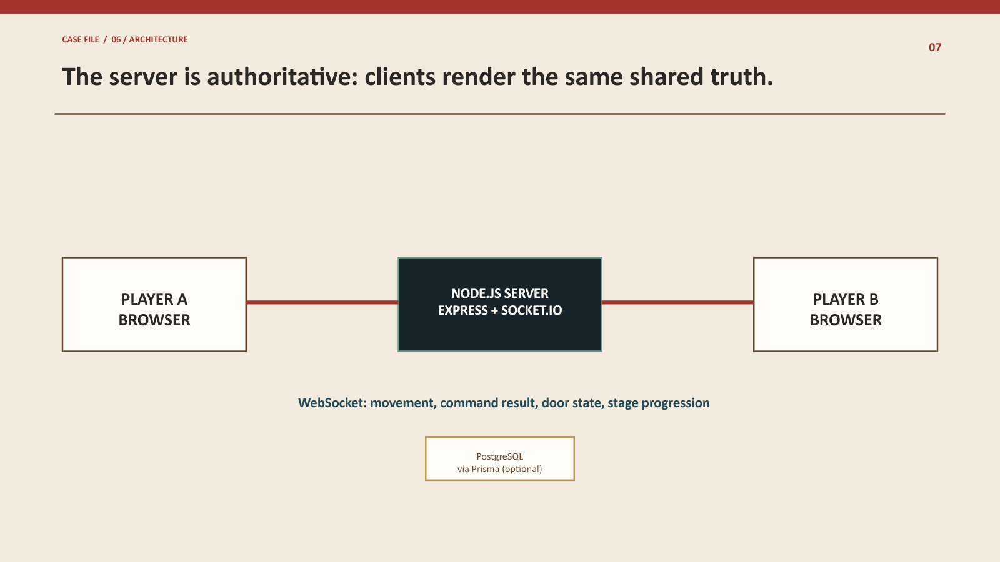 CASE FILE / 06 / ARCHITECTURE
07
The server is authoritative: clients render the same shared truth.
PLAYER A
BROWSER
NODE.JS SERVER
EXPRESS + SOCKET.IO
PLAYER B
BROWSER
WebSocket: movement, command result, door state, stage progression
PostgreSQL
via Prisma (optional)